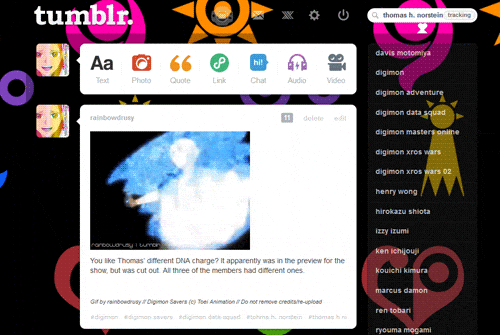 tumblr.
thomas h. norstein tracking
Aa
hi!
Text Photo Quote Link Chat Audio Video
rainbowdrusy 11 delete edit
rainbowdrusy | tumblr
You like Thomas' different DNA charge? It apparently was in the preview for the
show, but was cut out. All three of the members had different ones.
Gif by rainbowdrusy // Digimon Savers (c) Toei Animation // Do not remove credits/re-upload
#digimon #digimon savers #digimon data squad #thoma h. norstein #thomas h n
davis motomiya
digimon
digimon adventure
digimon data squad
digimon masters online
digimon xros wars
digimon xros wars 02
henry wong
hirokazu shiota
izzy izumi
ken ichijouji
kouichi kimura
marcus damon
ren tobari
ryouma mogami